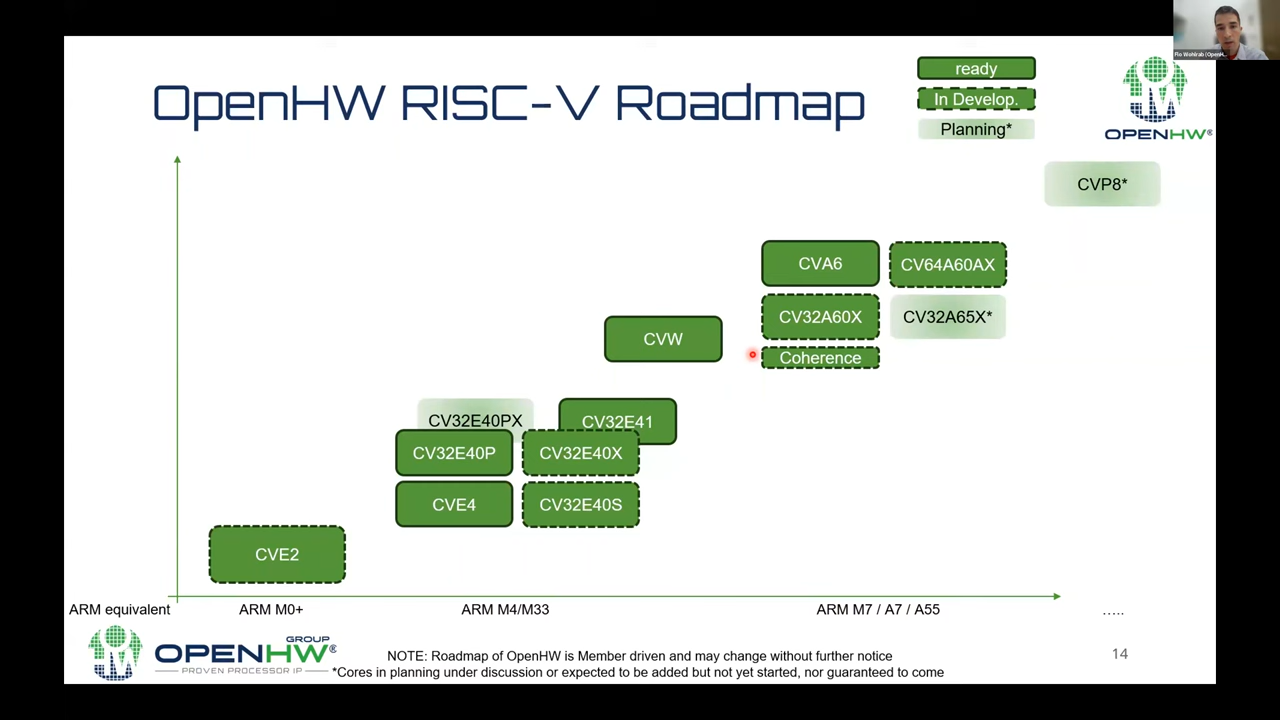 OpenHW RISC-V Roadmap
ready
In Develop.
Planning*
OPENHW®
CVP8*
CVA6
CV64A60AX
CV32A60X
CV32A65X*
CVW
Coherence
CV32E40PX
CV32E41
CV32E40P
CV32E40X
CVE4
CV32E40S
CVE2
ARM equivalent
ARM M0+
ARM M4/M33
ARM M7 / A7 / A55
.....
OPENHW®
GROUP
PROVEN PROCESSOR IP
NOTE: Roadmap of OpenHW is Member driven and may change without further notice
*Cores in planning under discussion or expected to be added but not yet started, nor guaranteed to come
14